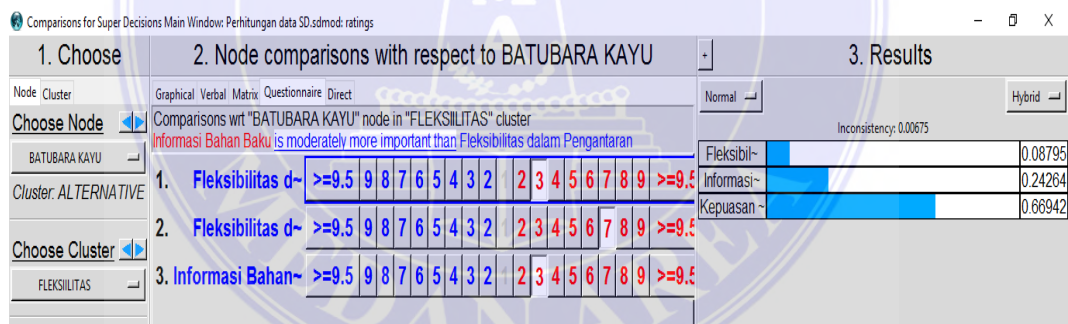 Comparisons for Super Decisions Main Window: Perhitungan data SD.sdmod: ratings
1. Choose
2. Node comparisons with respect to BATUBARA KAYU
+
3. Results
Node Cluster
Graphical Verbal Matrix Questionnaire Direct
Normal
Hybrid
Choose Node
Comparisons wrt "BATUBARA KAYU" node in "FLEKSIILITAS" cluster
Informasi Bahan Baku is moderately more important than Fleksibilitas dalam Pengantaran
Inconsistency: 0.00675
BATUBARA KAYU
Cluster: ALTERNATIVE
1. Fleksibilitas d~ >=9.5 9 8 7 6 5 4 3 2 1 2 3 4 5 6 7 8 9 >=9.5
2. Fleksibilitas d~ >=9.5 9 8 7 6 5 4 3 2 1 2 3 4 5 6 7 8 9 >=9.5
3. Informasi Bahan~ >=9.5 9 8 7 6 5 4 3 2 1 2 3 4 5 6 7 8 9 >=9.5
Fleksibil~ 0.08795
Informasi~ 0.24264
Kepuasan ~ 0.66942
Choose Cluster
FLEKSIILITAS